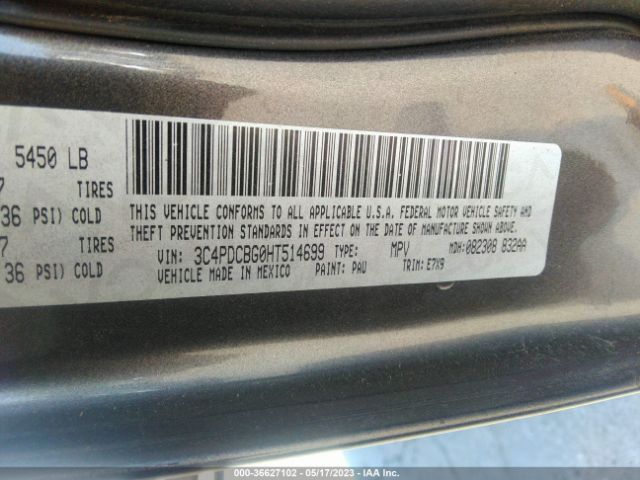 5450 LB
7 TIRES
36 PSI) COLD
7 TIRES
36 PSI) COLD
THIS VEHICLE CONFORMS TO ALL APPLICABLE U.S.A. FEDERAL MOTOR VEHICLE SAFETY AND
THEFT PREVENTION STANDARDS IN EFFECT ON THE DATE OF MANUFACTURE SHOWN ABOVE.
VIN: 3C4PDCBG0HT514699 TYPE: MPV MDH: 082308 832AA
VEHICLE MADE IN MEXICO PAINT: PAU TRIM: E7X9
000-36627102 - 05/17/2023 - IAA Inc.